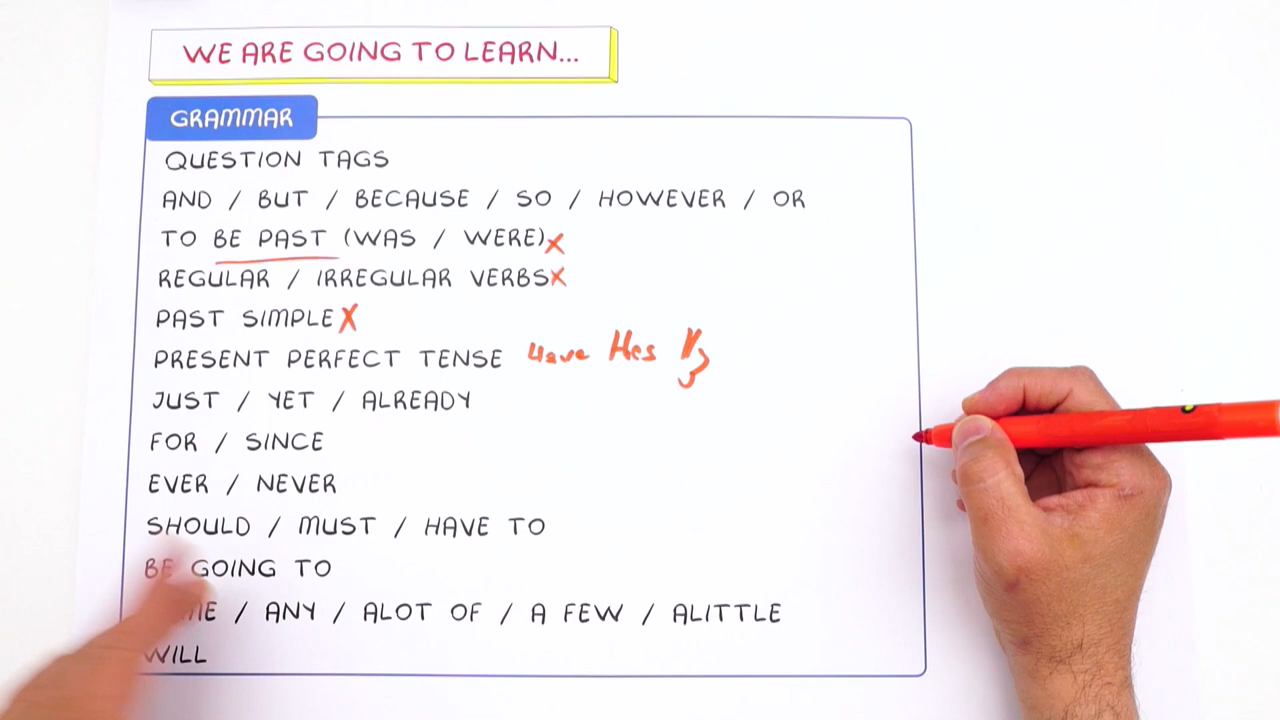 WE ARE GOING TO LEARN...
GRAMMAR
QUESTION TAGS
AND / BUT / BECAUSE / SO / HOWEVER / OR
TO BE PAST (WAS / WERE) X
REGULAR / IRREGULAR VERBS X
PAST SIMPLE X
PRESENT PERFECT TENSE Have Hes V3
JUST / YET / ALREADY
FOR / SINCE
EVER / NEVER
SHOULD / MUST / HAVE TO
BE GOING TO
/ ANY / ALOT OF / A FEW / ALITTLE
WILL